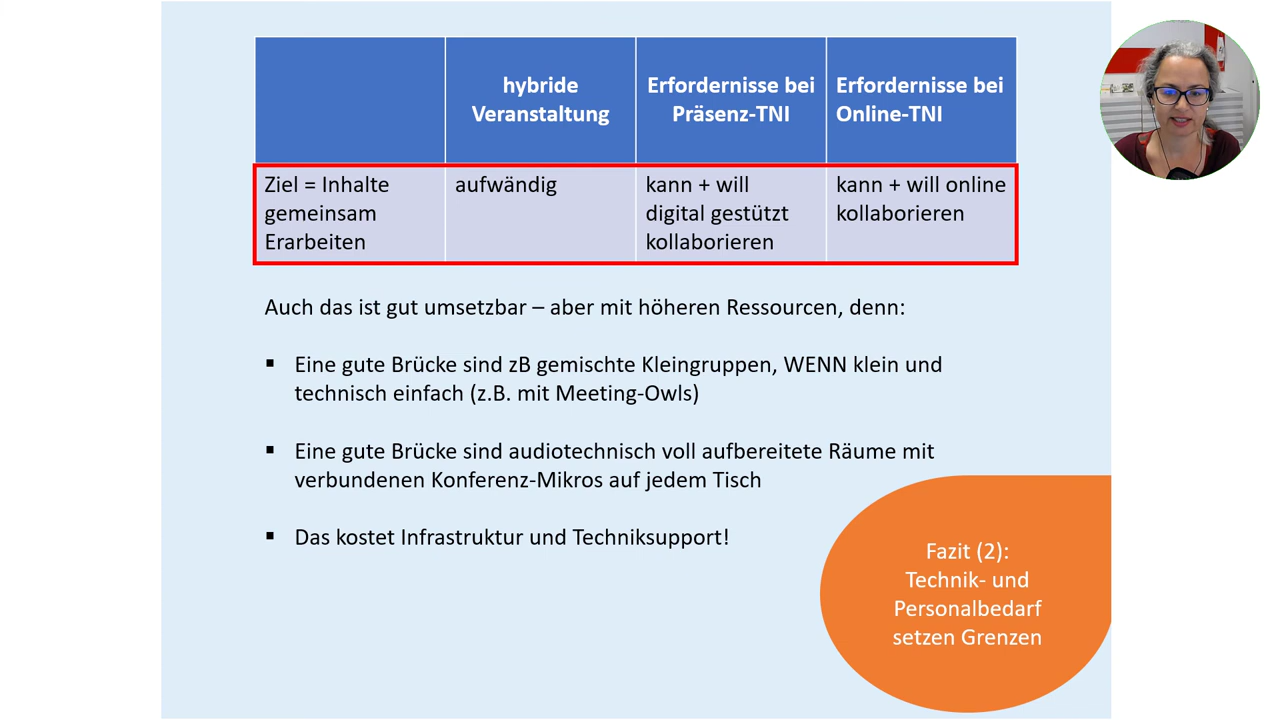 hybride
Veranstaltung
Erfordernisse bei
Präsenz-TNI
Erfordernisse bei
Online-TNI
Ziel = Inhalte
gemeinsam
Erarbeiten
aufwändig
kann + will
digital gestützt
kollaborieren
kann + will online
kollaborieren
Auch das ist gut umsetzbar – aber mit höheren Ressourcen, denn:
▪ Eine gute Brücke sind zB gemischte Kleingruppen, WENN klein und
technisch einfach (z.B. mit Meeting-Owls)
▪ Eine gute Brücke sind audiotechnisch voll aufbereitete Räume mit
verbundenen Konferenz-Mikros auf jedem Tisch
▪ Das kostet Infrastruktur und Techniksupport!
Fazit (2):
Technik- und
Personalbedarf
setzen Grenzen